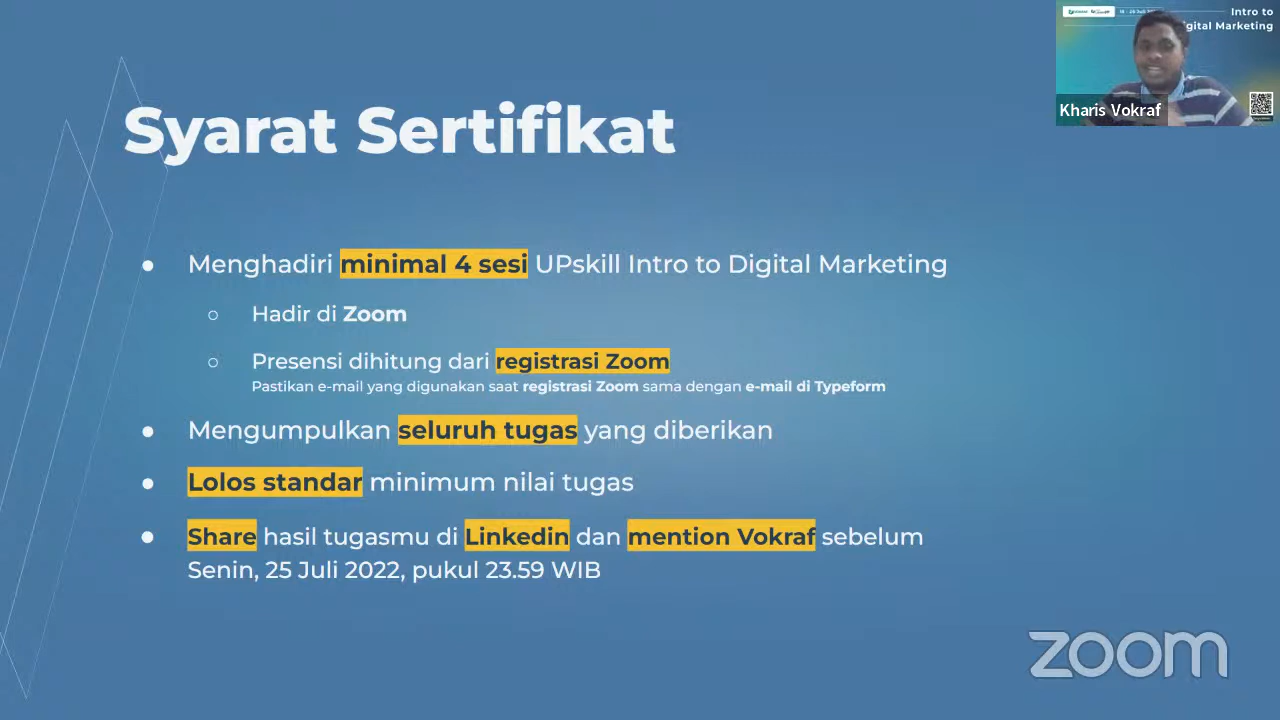 Intro to
Digital Marketing
Kharis Vokraf
Syarat Sertifikat
● Menghadiri minimal 4 sesi UPskill Intro to Digital Marketing
○ Hadir di Zoom
○ Presensi dihitung dari registrasi Zoom
Pastikan e-mail yang digunakan saat registrasi Zoom sama dengan e-mail di Typeform
● Mengumpulkan seluruh tugas yang diberikan
● Lolos standar minimum nilai tugas
● Share hasil tugasmu di Linkedin dan mention Vokraf sebelum
Senin, 25 Juli 2022, pukul 23.59 WIB
zoom